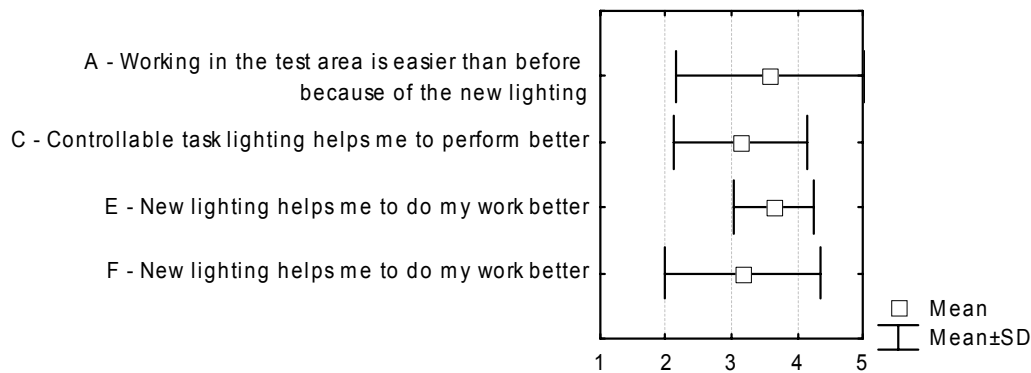 A - Working in the test area is easier than before
because of the new lighting
C - Controllable task lighting helps me to perform better
E - New lighting helps me to do my work better
F - New lighting helps me to do my work better
Mean
Mean±SD
1 2 3 4 5